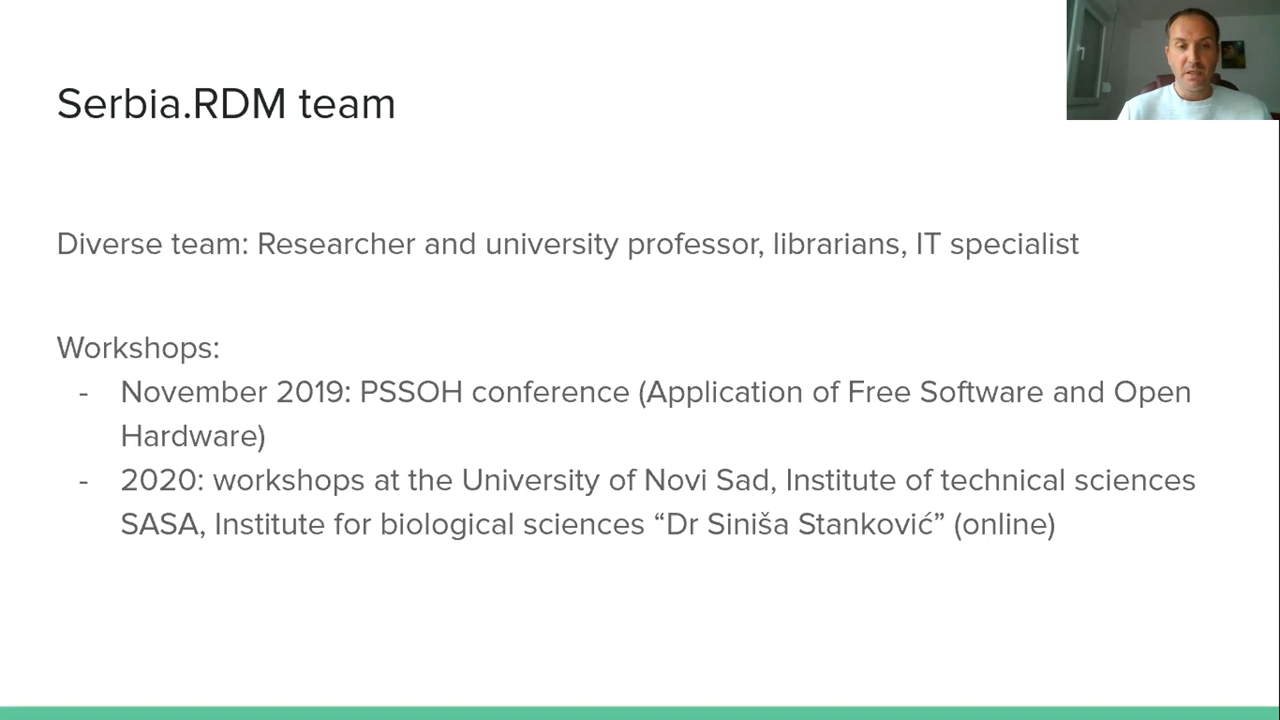 Serbia.RDM team
Diverse team: Researcher and university professor, librarians, IT specialist
Workshops:
- November 2019: PSSOH conference (Application of Free Software and Open
Hardware)
- 2020: workshops at the University of Novi Sad, Institute of technical sciences
SASA, Institute for biological sciences “Dr Siniša Stanković” (online)